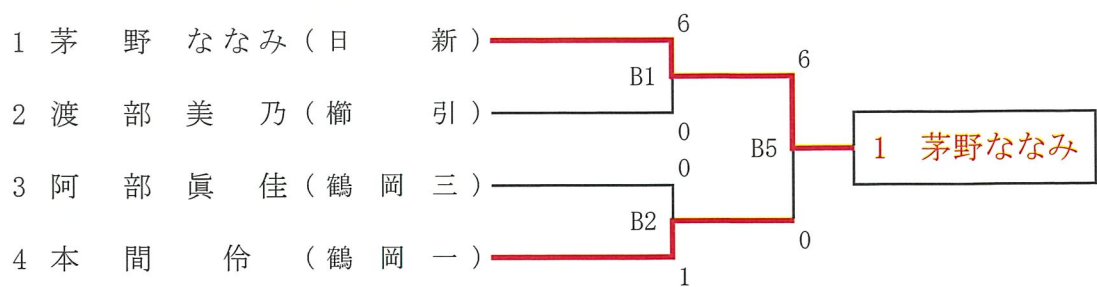 6
1 茅 野 ななみ ( 日 新 )
6
B1
2 渡 部 美 乃 ( 櫛 引 )
0
B5
1 茅野ななみ
0
3 阿 部 眞 佳 ( 鶴 岡 三 )
B2
0
4 本 間 伶 ( 鶴 岡 一 )
1